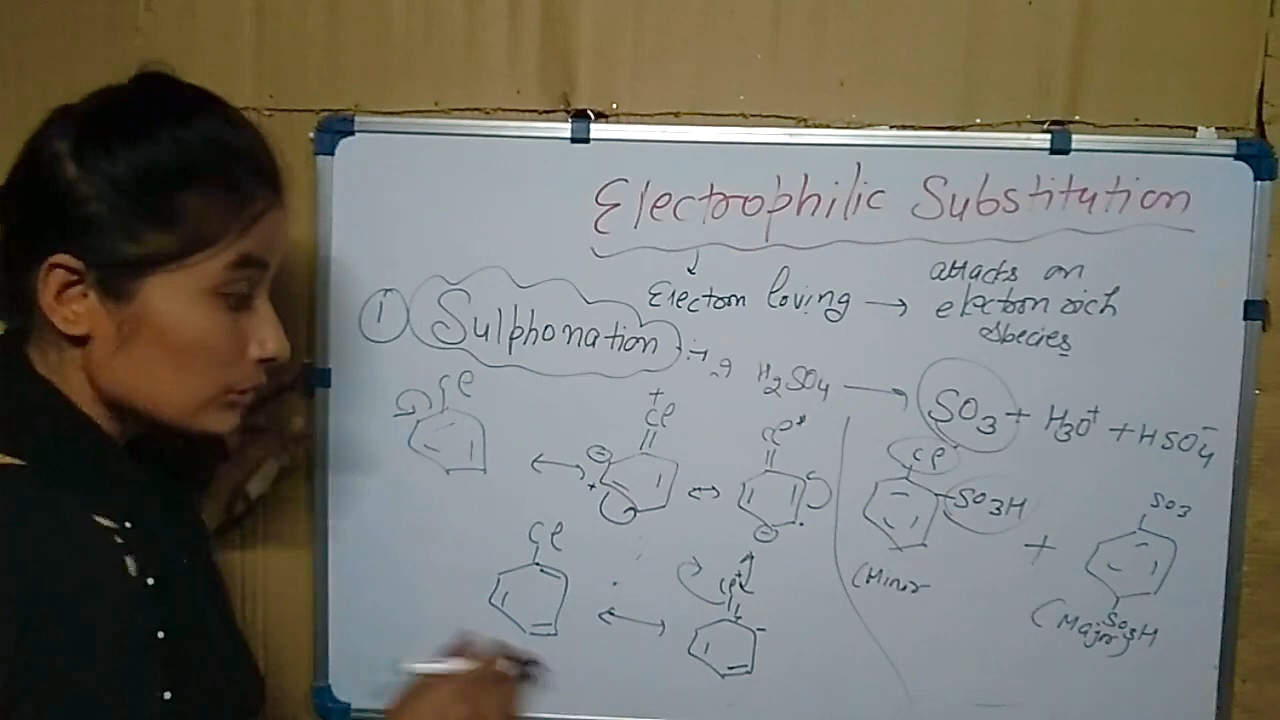 Electrophilic Substitution
Electron loving → attacks on
electron rich
species
① Sulphonation :-
H2SO4 → SO3 + H3O+ + HSO4-
Cl
+
Cl
Cl
Cl
SO3H
+
SO3
(Minor
SO3H
(Major)
Cl
Cl+